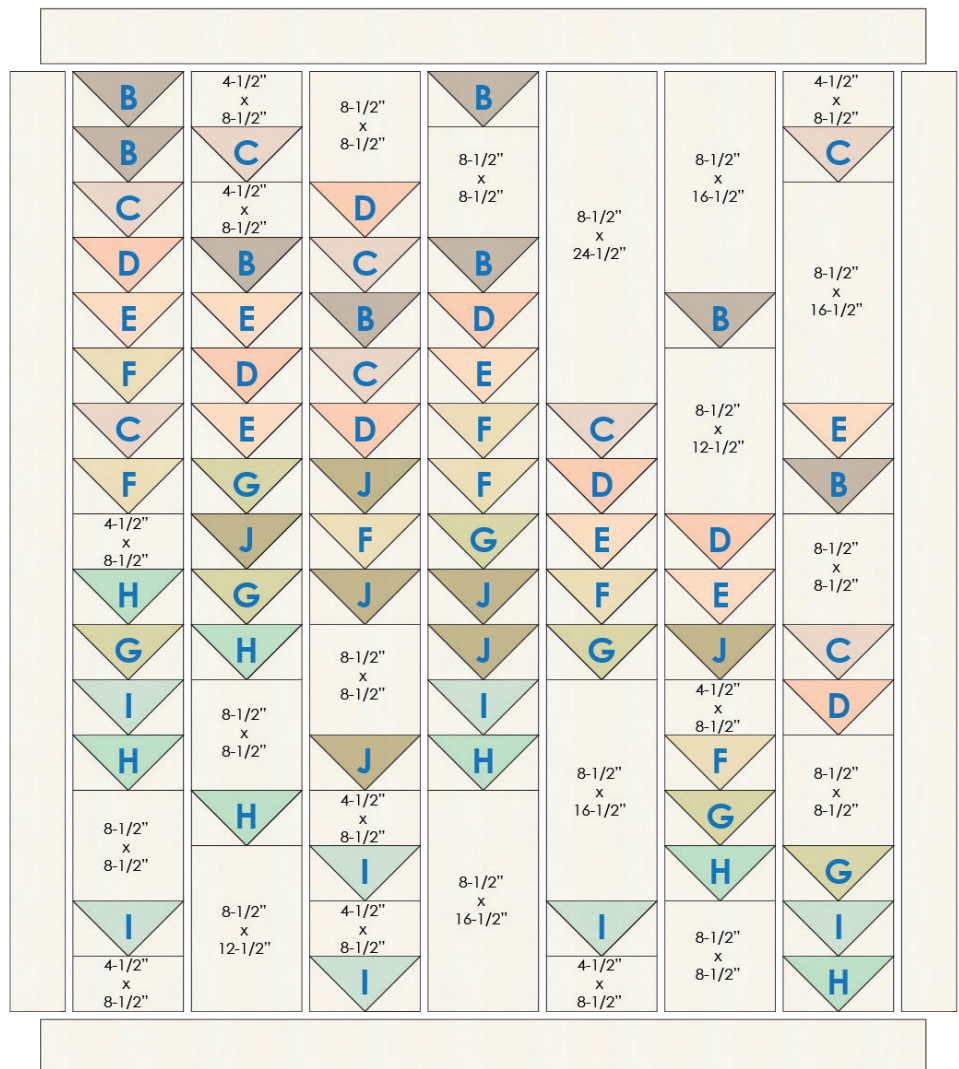 B
B
C
D
E
F
C
F
4-1/2”
x
8-1/2”
H
G
I
H
8-1/2”
x
8-1/2”
I
4-1/2”
x
8-1/2”
4-1/2”
x
8-1/2”
C
4-1/2”
x
8-1/2”
B
E
D
E
G
J
G
H
8-1/2”
x
8-1/2”
H
8-1/2”
x
12-1/2”
8-1/2”
x
8-1/2”
D
C
B
C
D
J
F
J
8-1/2”
x
8-1/2”
J
4-1/2”
x
8-1/2”
I
4-1/2”
x
8-1/2”
I
B
8-1/2”
x
8-1/2”
B
D
E
F
F
G
J
J
I
H
8-1/2”
x
16-1/2”
8-1/2”
x
24-1/2”
C
D
E
F
G
8-1/2”
x
16-1/2”
I
4-1/2”
x
8-1/2”
8-1/2”
x
16-1/2”
B
8-1/2”
x
12-1/2”
D
E
J
4-1/2”
x
8-1/2”
F
G
H
8-1/2”
x
8-1/2”
4-1/2”
x
8-1/2”
C
8-1/2”
x
16-1/2”
E
B
8-1/2”
x
8-1/2”
C
D
8-1/2”
x
8-1/2”
G
I
H